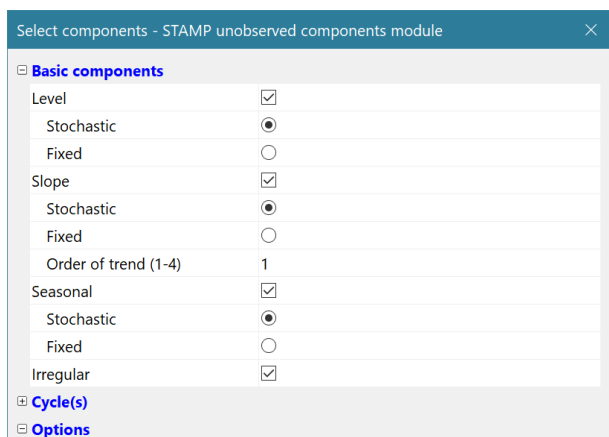 Select components - STAMP unobserved components module
Basic components
Level
Stochastic
Fixed
Slope
Stochastic
Fixed
Order of trend (1-4) 1
Seasonal
Stochastic
Fixed
Irregular
Cycle(s)
Options